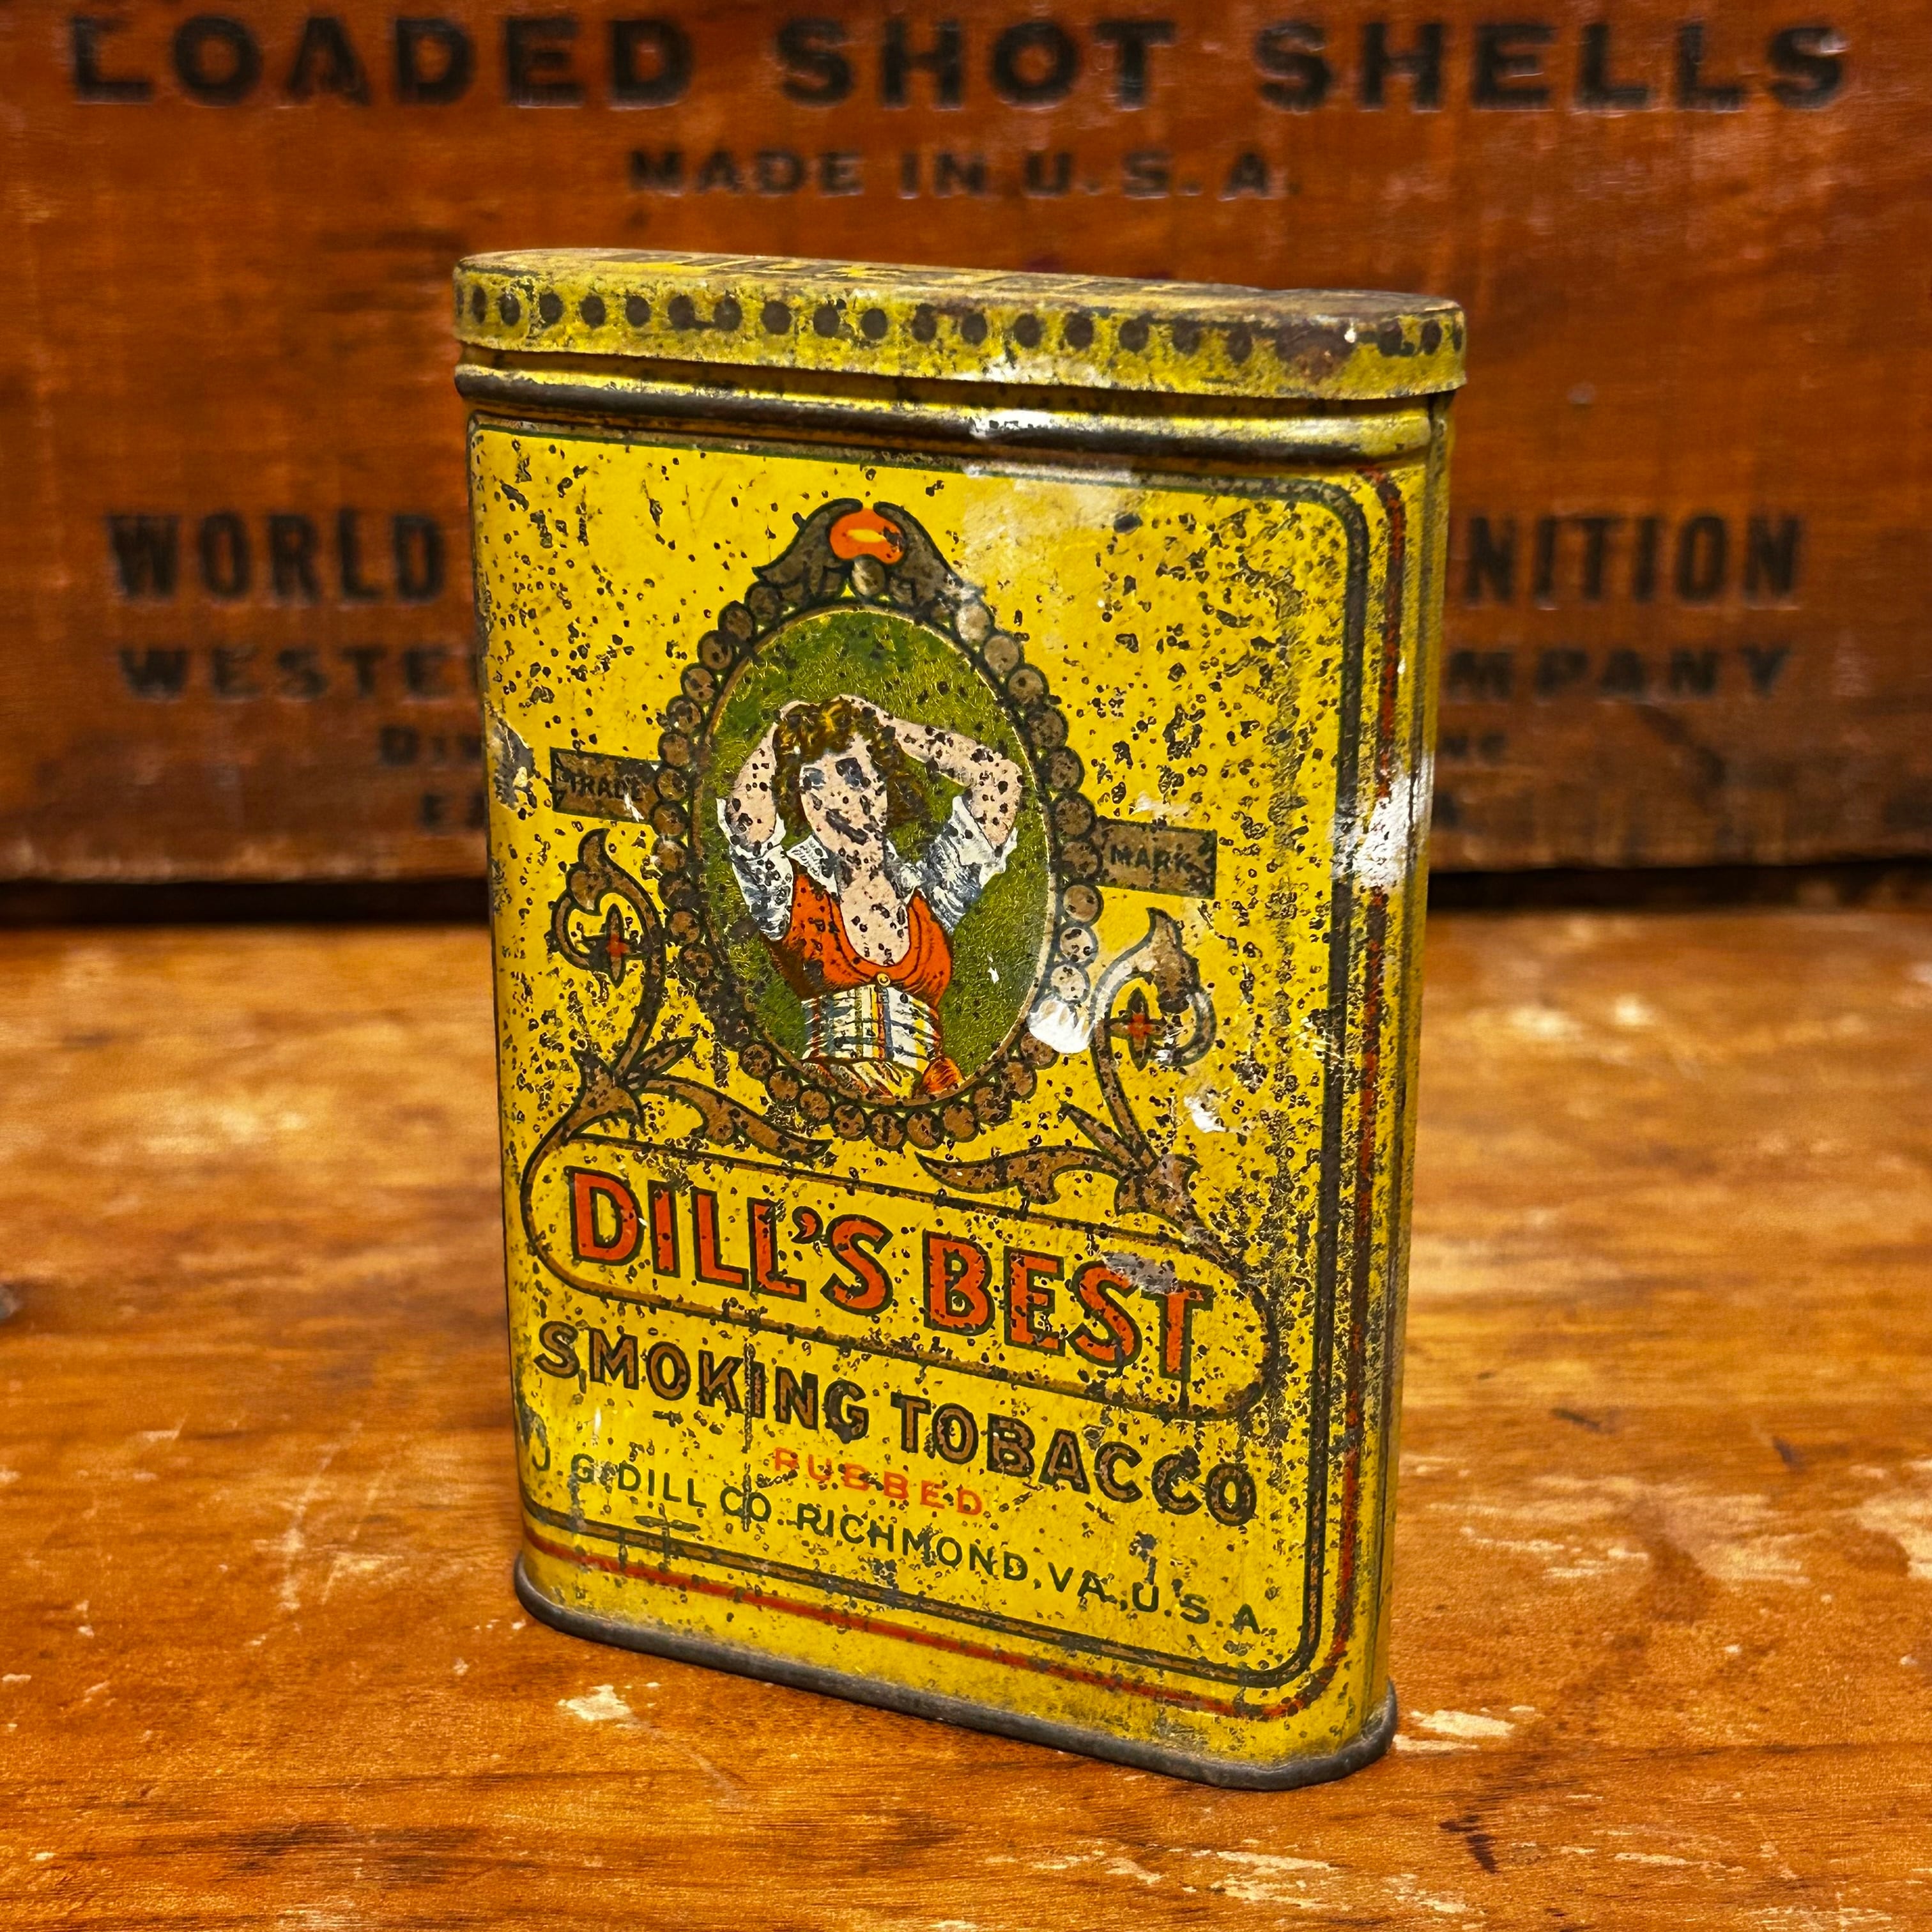 LOADED SHOT SHELLS
MADE IN U.S.A.
WORLD NITION
WESTE MPANY
TRADE MARK
DILL'S BEST
SMOKING TOBACCO
RUBBED
J.G. DILL CO. RICHMOND, VA. U.S.A.